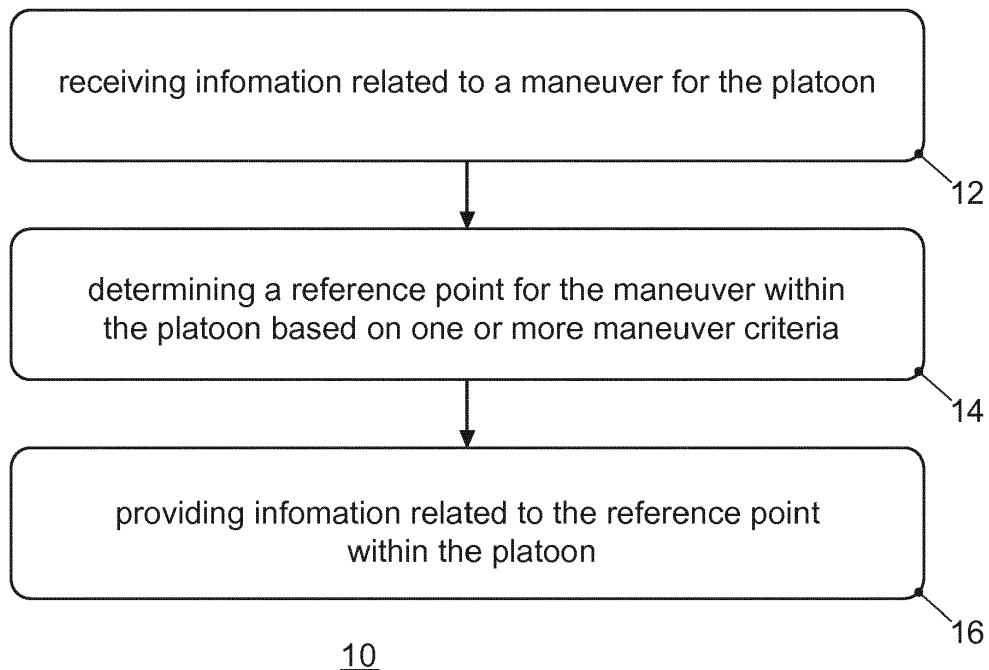 receiving infomation related to a maneuver for the platoon
12
determining a reference point for the maneuver within
the platoon based on one or more maneuver criteria
14
providing infomation related to the reference point
within the platoon
16
10